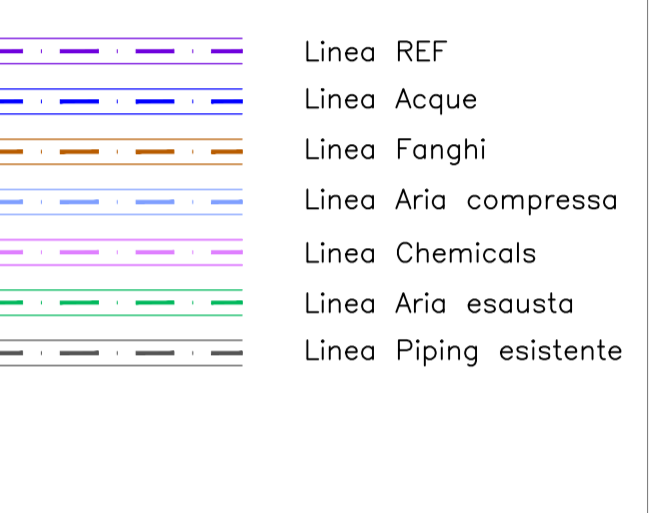 Linea REF
Linea Acque
Linea Fanghi
Linea Aria compressa
Linea Chemicals
Linea Aria esausta
Linea Piping esistente